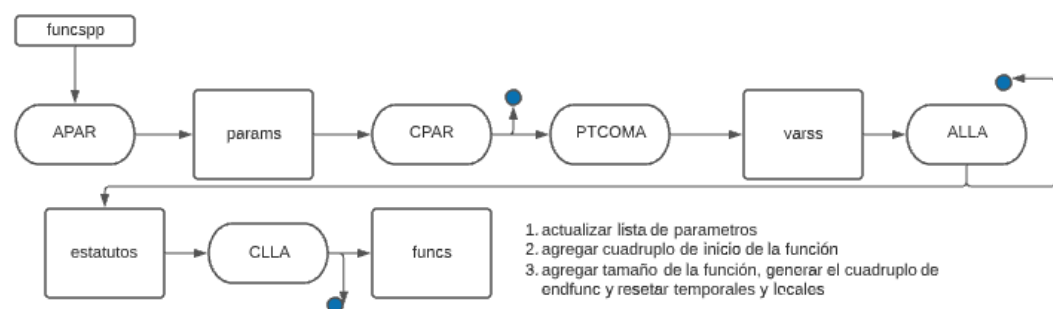 funcspp
APAR
params
CPAR
PTCOMA
varss
ALLA
estatutos
CLLA
funcs
1. actualizar lista de parametros
2. agregar cuadruplo de inicio de la función
3. agregar tamaño de la función, generar el cuadruplo de
endfunc y resetar temporales y locales